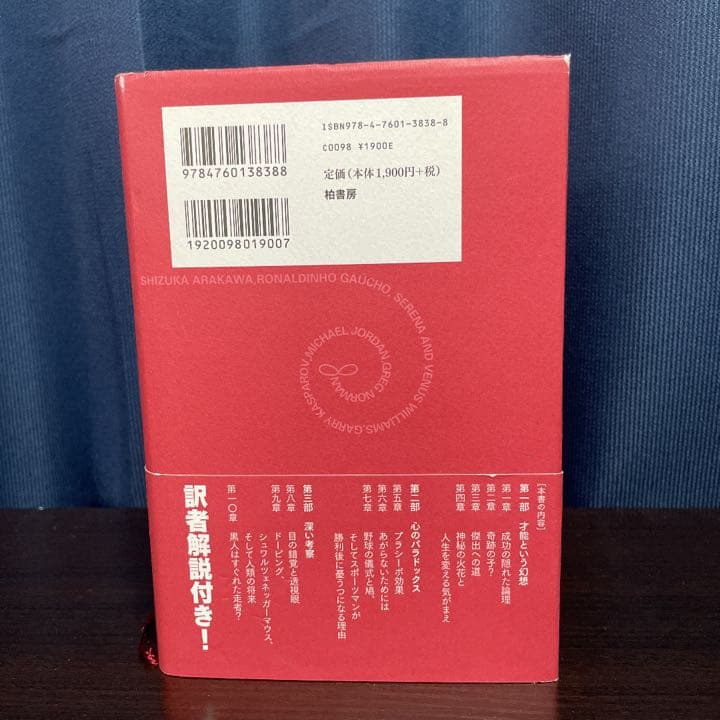 ISBN978-4-7601-3838-8
C0098 ¥1900E
定価(本体1,900円+税)
柏書房
9784760138388
1920098019007
SHIZUKA ARAKAWA,RONALDINHO GAUCHO, SERENA AND VENUS WILLIAMS,GARRY KASPAROV,MICHAEL JORDAN,GREG NORMAN
[本書の内容]
第一部 才能という幻想
第一章 成功の隠れた論理
第二章 奇跡の子?
第三章 傑出への道
第四章 神秘の火花と
人生を変える気がまえ
第二部 心のパラドックス
第五章 プラシーボ効果
第六章 あがらないためには
第七章 野球の儀式と鳩、
そしてスポーツマンが
勝利後に憂うつになる理由
第三部 深い考察
第八章 目の錯覚と透視眼
第九章 ドーピング、
シュワルツェネッガーマウス、
そして人類の将来
第一〇章 黒人はすぐれた走者?
訳者解説付き!